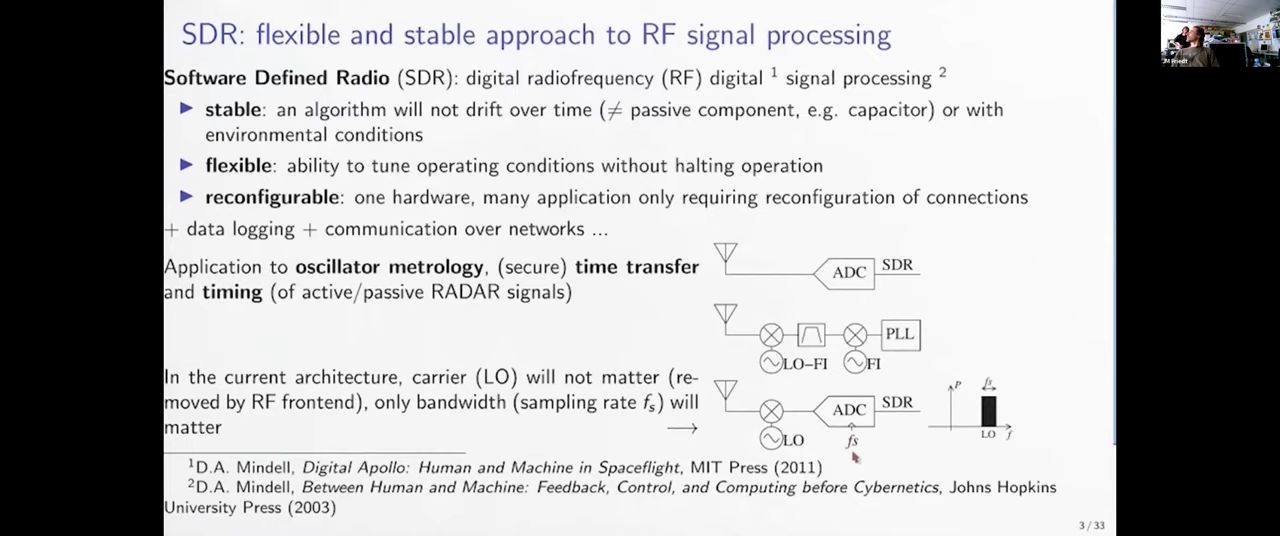 SDR: flexible and stable approach to RF signal processing
JM Friedt
Software Defined Radio (SDR): digital radiofrequency (RF) digital 1 signal processing 2
▶ stable: an algorithm will not drift over time (≠ passive component, e.g. capacitor) or with
environmental conditions
▶ flexible: ability to tune operating conditions without halting operation
▶ reconfigurable: one hardware, many application only requiring reconfiguration of connections
+ data logging + communication over networks ...
Application to oscillator metrology, (secure) time transfer
and timing (of active/passive RADAR signals)
ADC SDR
PLL
LO–FI FI
In the current architecture, carrier (LO) will not matter (re-
moved by RF frontend), only bandwidth (sampling rate fs) will
matter →
ADC SDR
LO fs
P fs
LO f
1D.A. Mindell, Digital Apollo: Human and Machine in Spaceflight, MIT Press (2011)
2D.A. Mindell, Between Human and Machine: Feedback, Control, and Computing before Cybernetics, Johns Hopkins
University Press (2003)
3 / 33